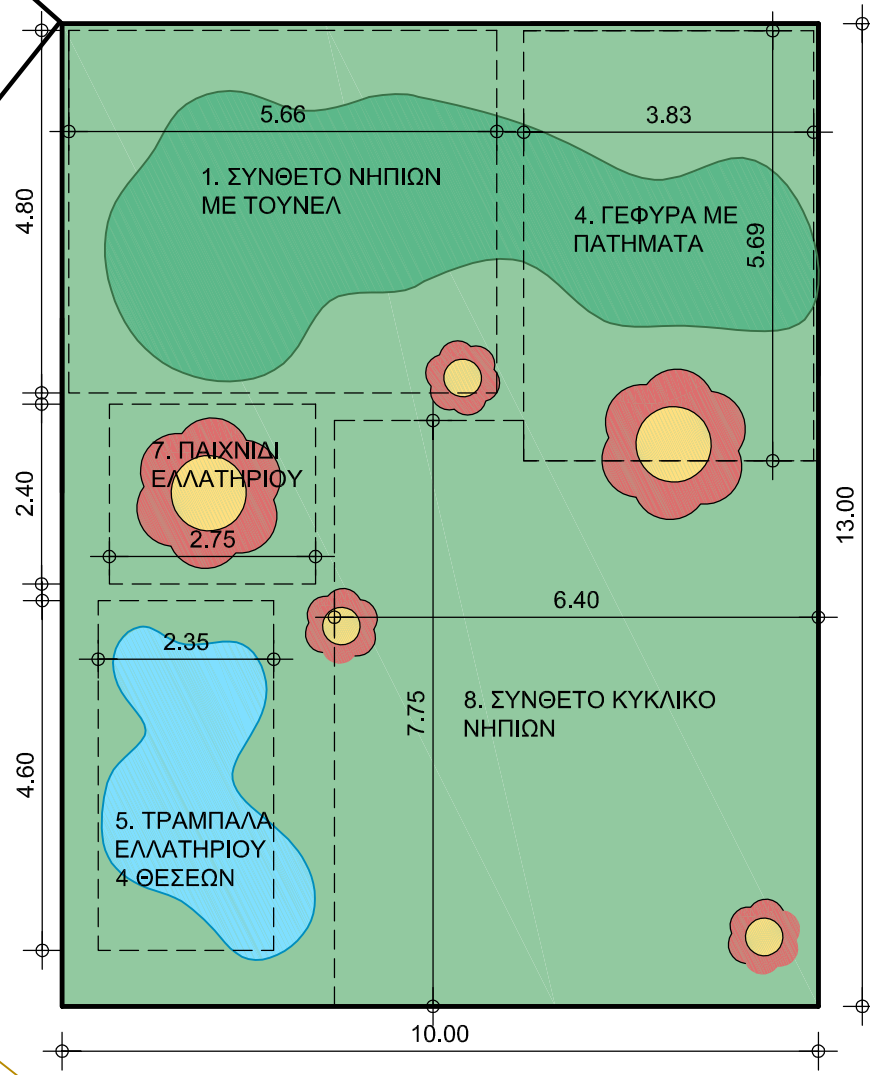 5.66
3.83
1. ΣΥΝΘΕΤΟ ΝΗΠΙΩΝ
ΜΕ ΤΟΥΝΕΛ
4.80
4. ΓΕΦΥΡΑ ΜΕ
ΠΑΤΗΜΑΤΑ
5.69
7. ΠΑΙΧΝΙΔΙ
ΕΛΛΑΤΗΡΙΟΥ
2.40
2.75
13.00
6.40
2.35
7.75
8. ΣΥΝΘΕΤΟ ΚΥΚΛΙΚΟ
ΝΗΠΙΩΝ
4.60
5. ΤΡΑΜΠΑΛΑ
ΕΛΛΑΤΗΡΙΟΥ
4 ΘΕΣΕΩΝ
10.00